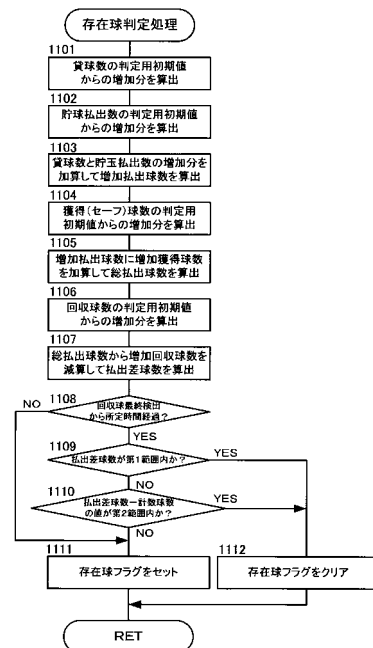 存在球判定処理
1101
貸球数の判定用初期値
からの増加分を算出
1102
貯球払出数の判定用初期値
からの増加分を算出
1103
貸球数と貯玉払出数の増加分を
加算して増加払出球数を算出
1104
獲得(セーフ)球数の判定用
初期値からの増加分を算出
1105
増加払出球数に増加獲得球数
を加算して総払出球数を算出
1106
回収球数の判定用初期値
からの増加分を算出
1107
総払出球数から増加回収球数を
減算して払出差球数を算出
NO
1108
回収球最終検出
から所定時間経過?
YES
1109
払出差球数が第1範囲内か?
YES
NO
1110
払出差球数ー計数球数
の値が第2範囲内か?
YES
NO
1111
存在球フラグをセット
1112
存在球フラグをクリア
RET